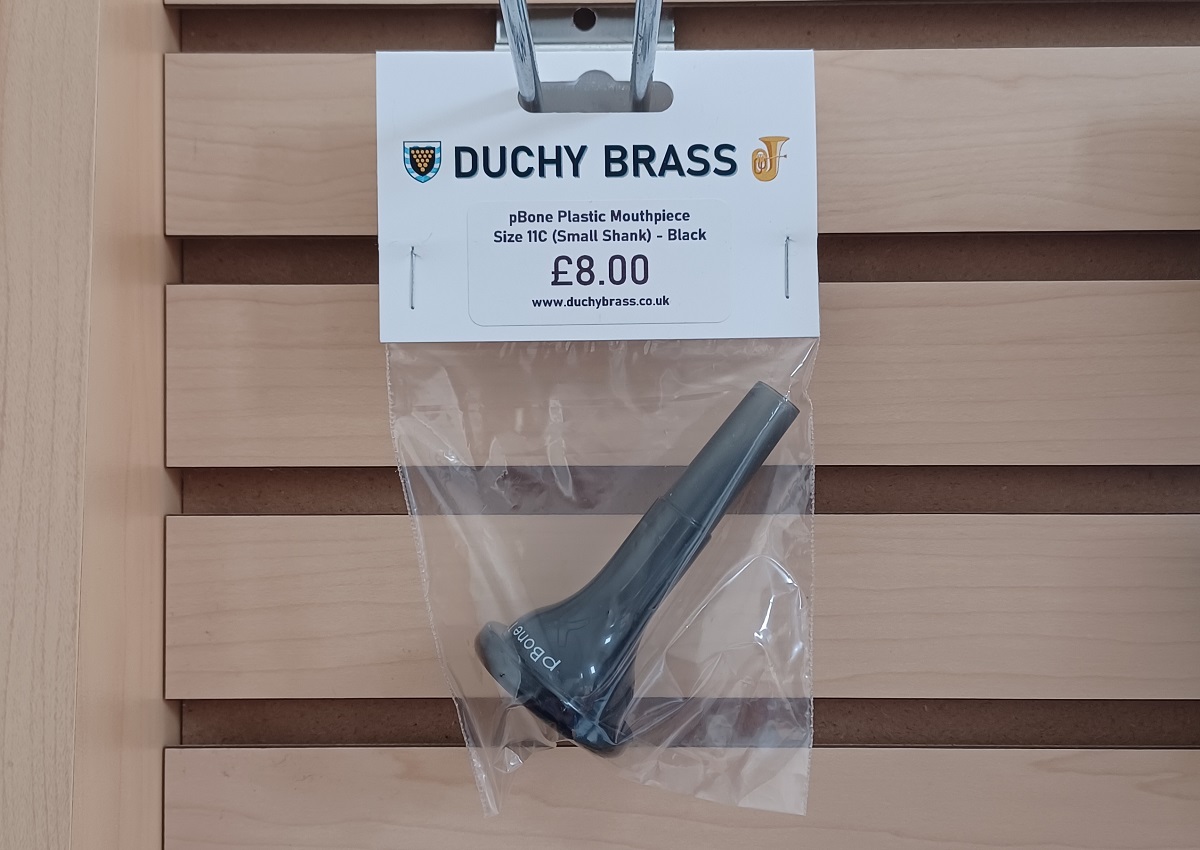 DUCHY BRASS
pBone Plastic Mouthpiece
Size 11C (Small Shank) - Black
£8.00
www.duchybrass.co.uk
pBone